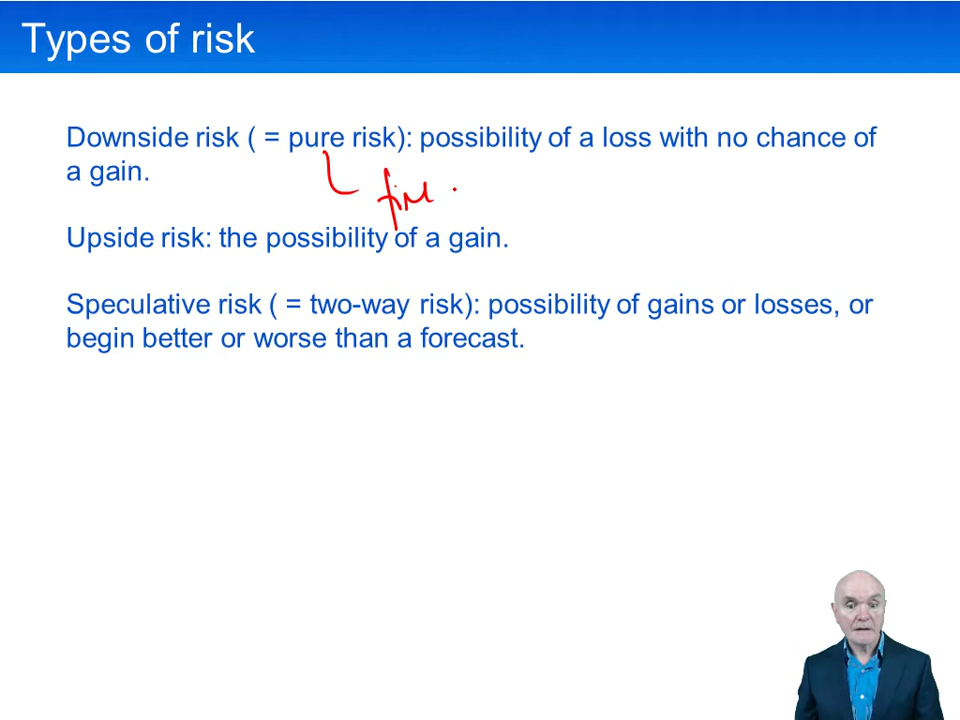 Types of risk
Downside risk ( = pure risk): possibility of a loss with no chance of
a gain.
fire
Upside risk: the possibility of a gain.
Speculative risk ( = two-way risk): possibility of gains or losses, or
begin better or worse than a forecast.